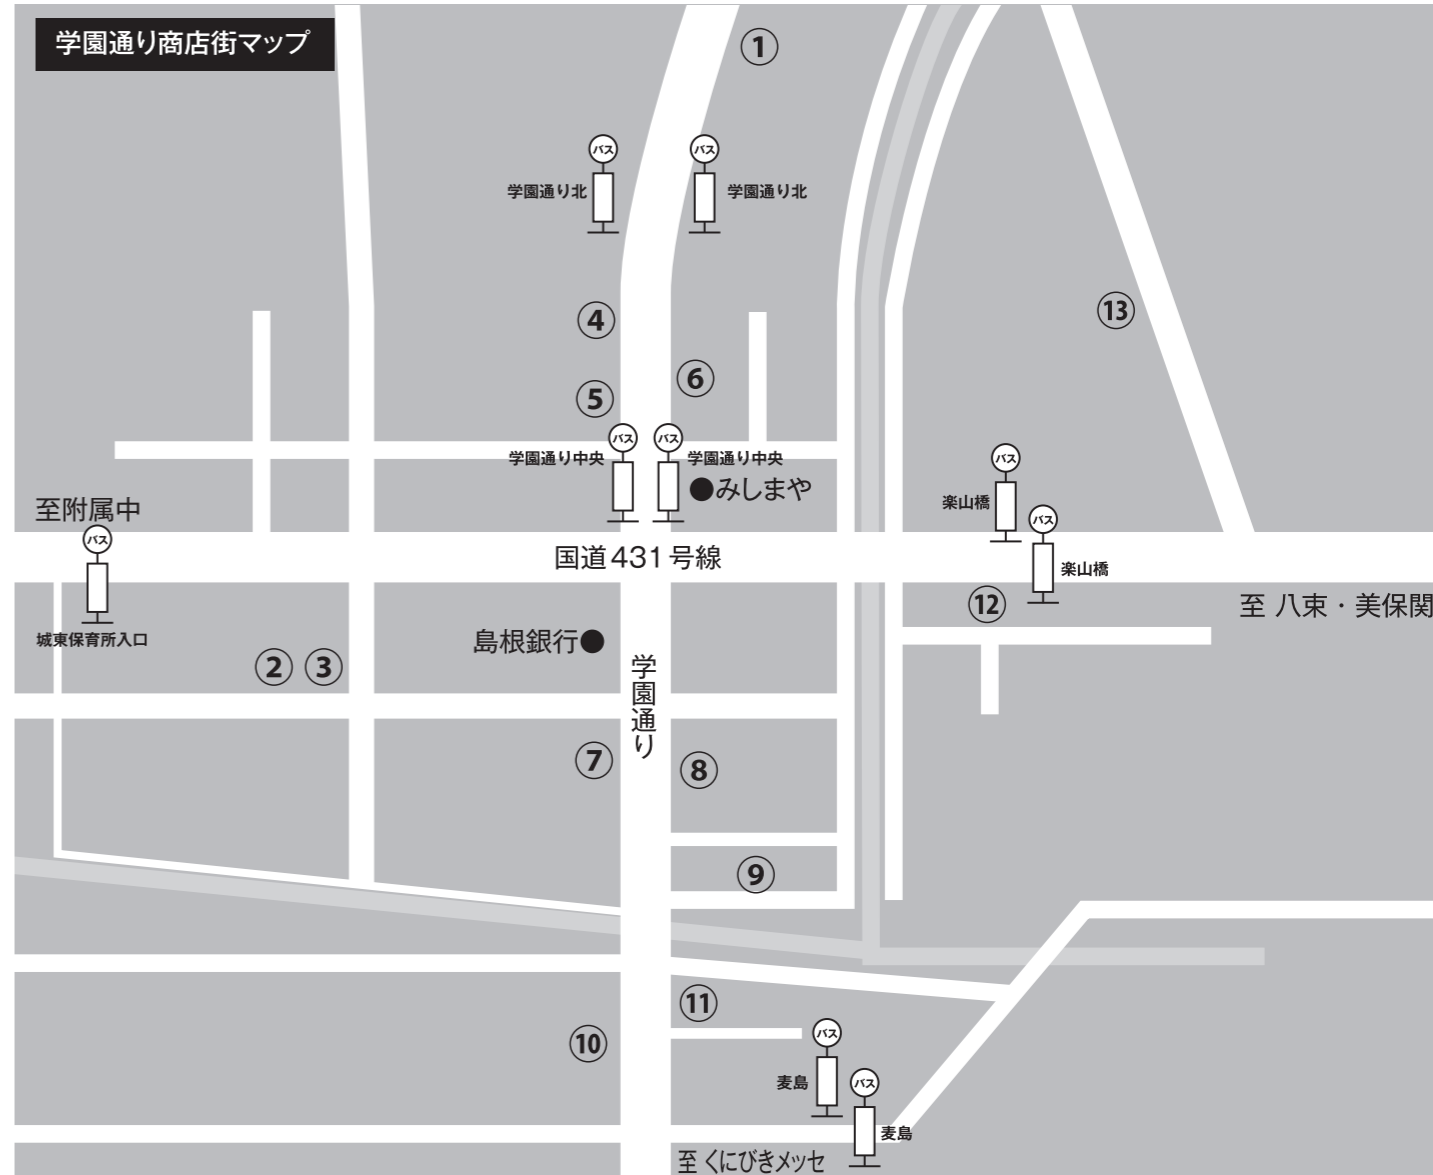 学園通り商店街マップ
①
バス
バス
学園通り北
学園通り北
④
⑬
⑥
⑤
バス
バス
学園通り中央
学園通り中央
●みしまや
バス
楽山橋
至附属中
バス
バス
国道431号線
楽山橋
⑫
至 八束・美保関
城東保育所入口
島根銀行●
②
③
学園通り
⑦
⑧
⑨
⑪
⑩
バス
麦島
バス
麦島
至 くにびきメッセ